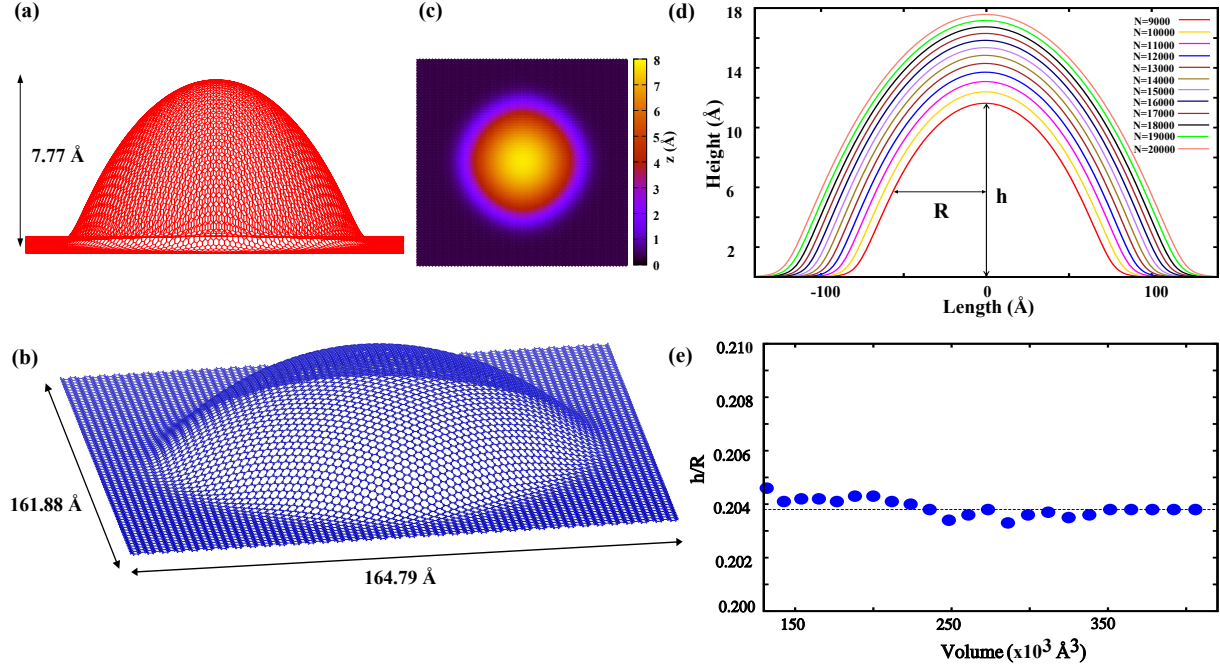 (a)
7.77 Å
(b)
161.88 Å
164.79 Å
(c)
8
7
6
5
4
3
2
1
0
z (Å)
(d)
18
14
10
6
2
Height (Å)
-100
0
100
Length (Å)
R
h
N=9000
N=10000
N=11000
N=12000
N=13000
N=14000
N=15000
N=16000
N=17000
N=18000
N=19000
N=20000
(e)
0.210
0.208
0.206
0.204
0.202
0.200
h/R
150
250
350
Volume (x10³ Å³)